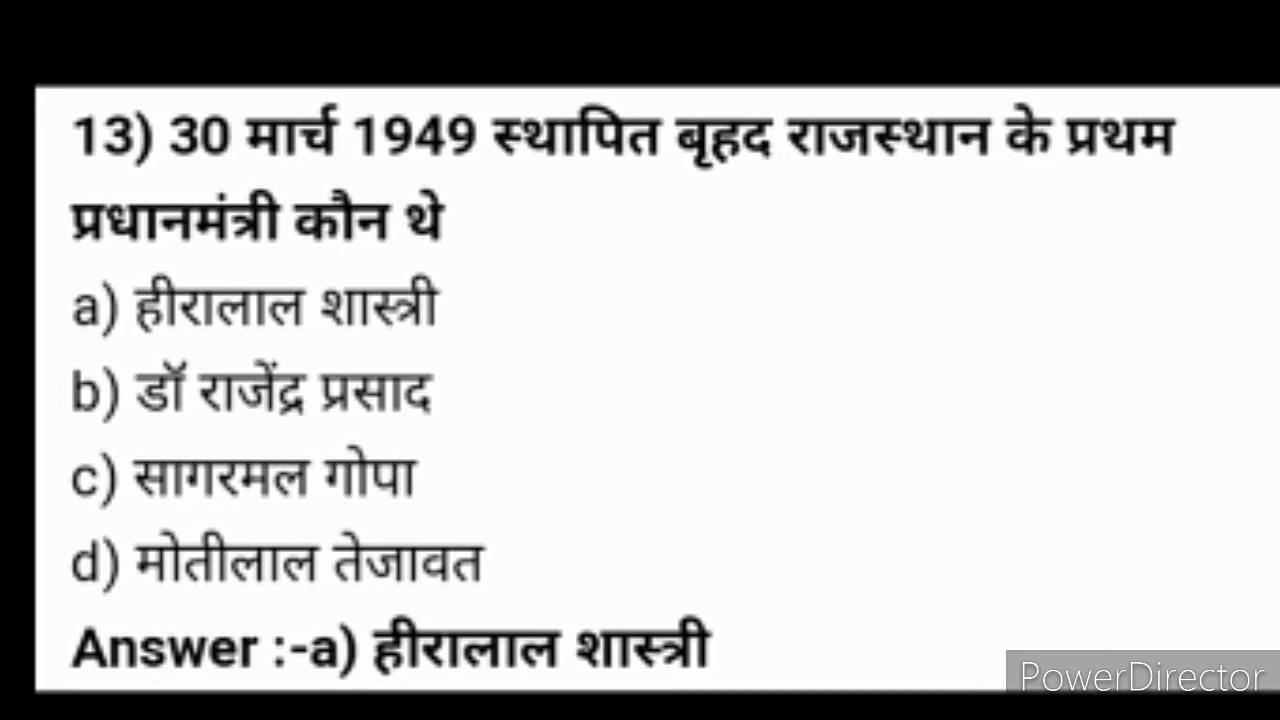 13) 30 मार्च 1949 स्थापित बृहद राजस्थान के प्रथम
प्रधानमंत्री कौन थे
a) हीरालाल शास्त्री
b) डॉ राजेंद्र प्रसाद
c) सागरमल गोपा
d) मोतीलाल तेजावत
Answer :-a) हीरालाल शास्त्री
PowerDirector